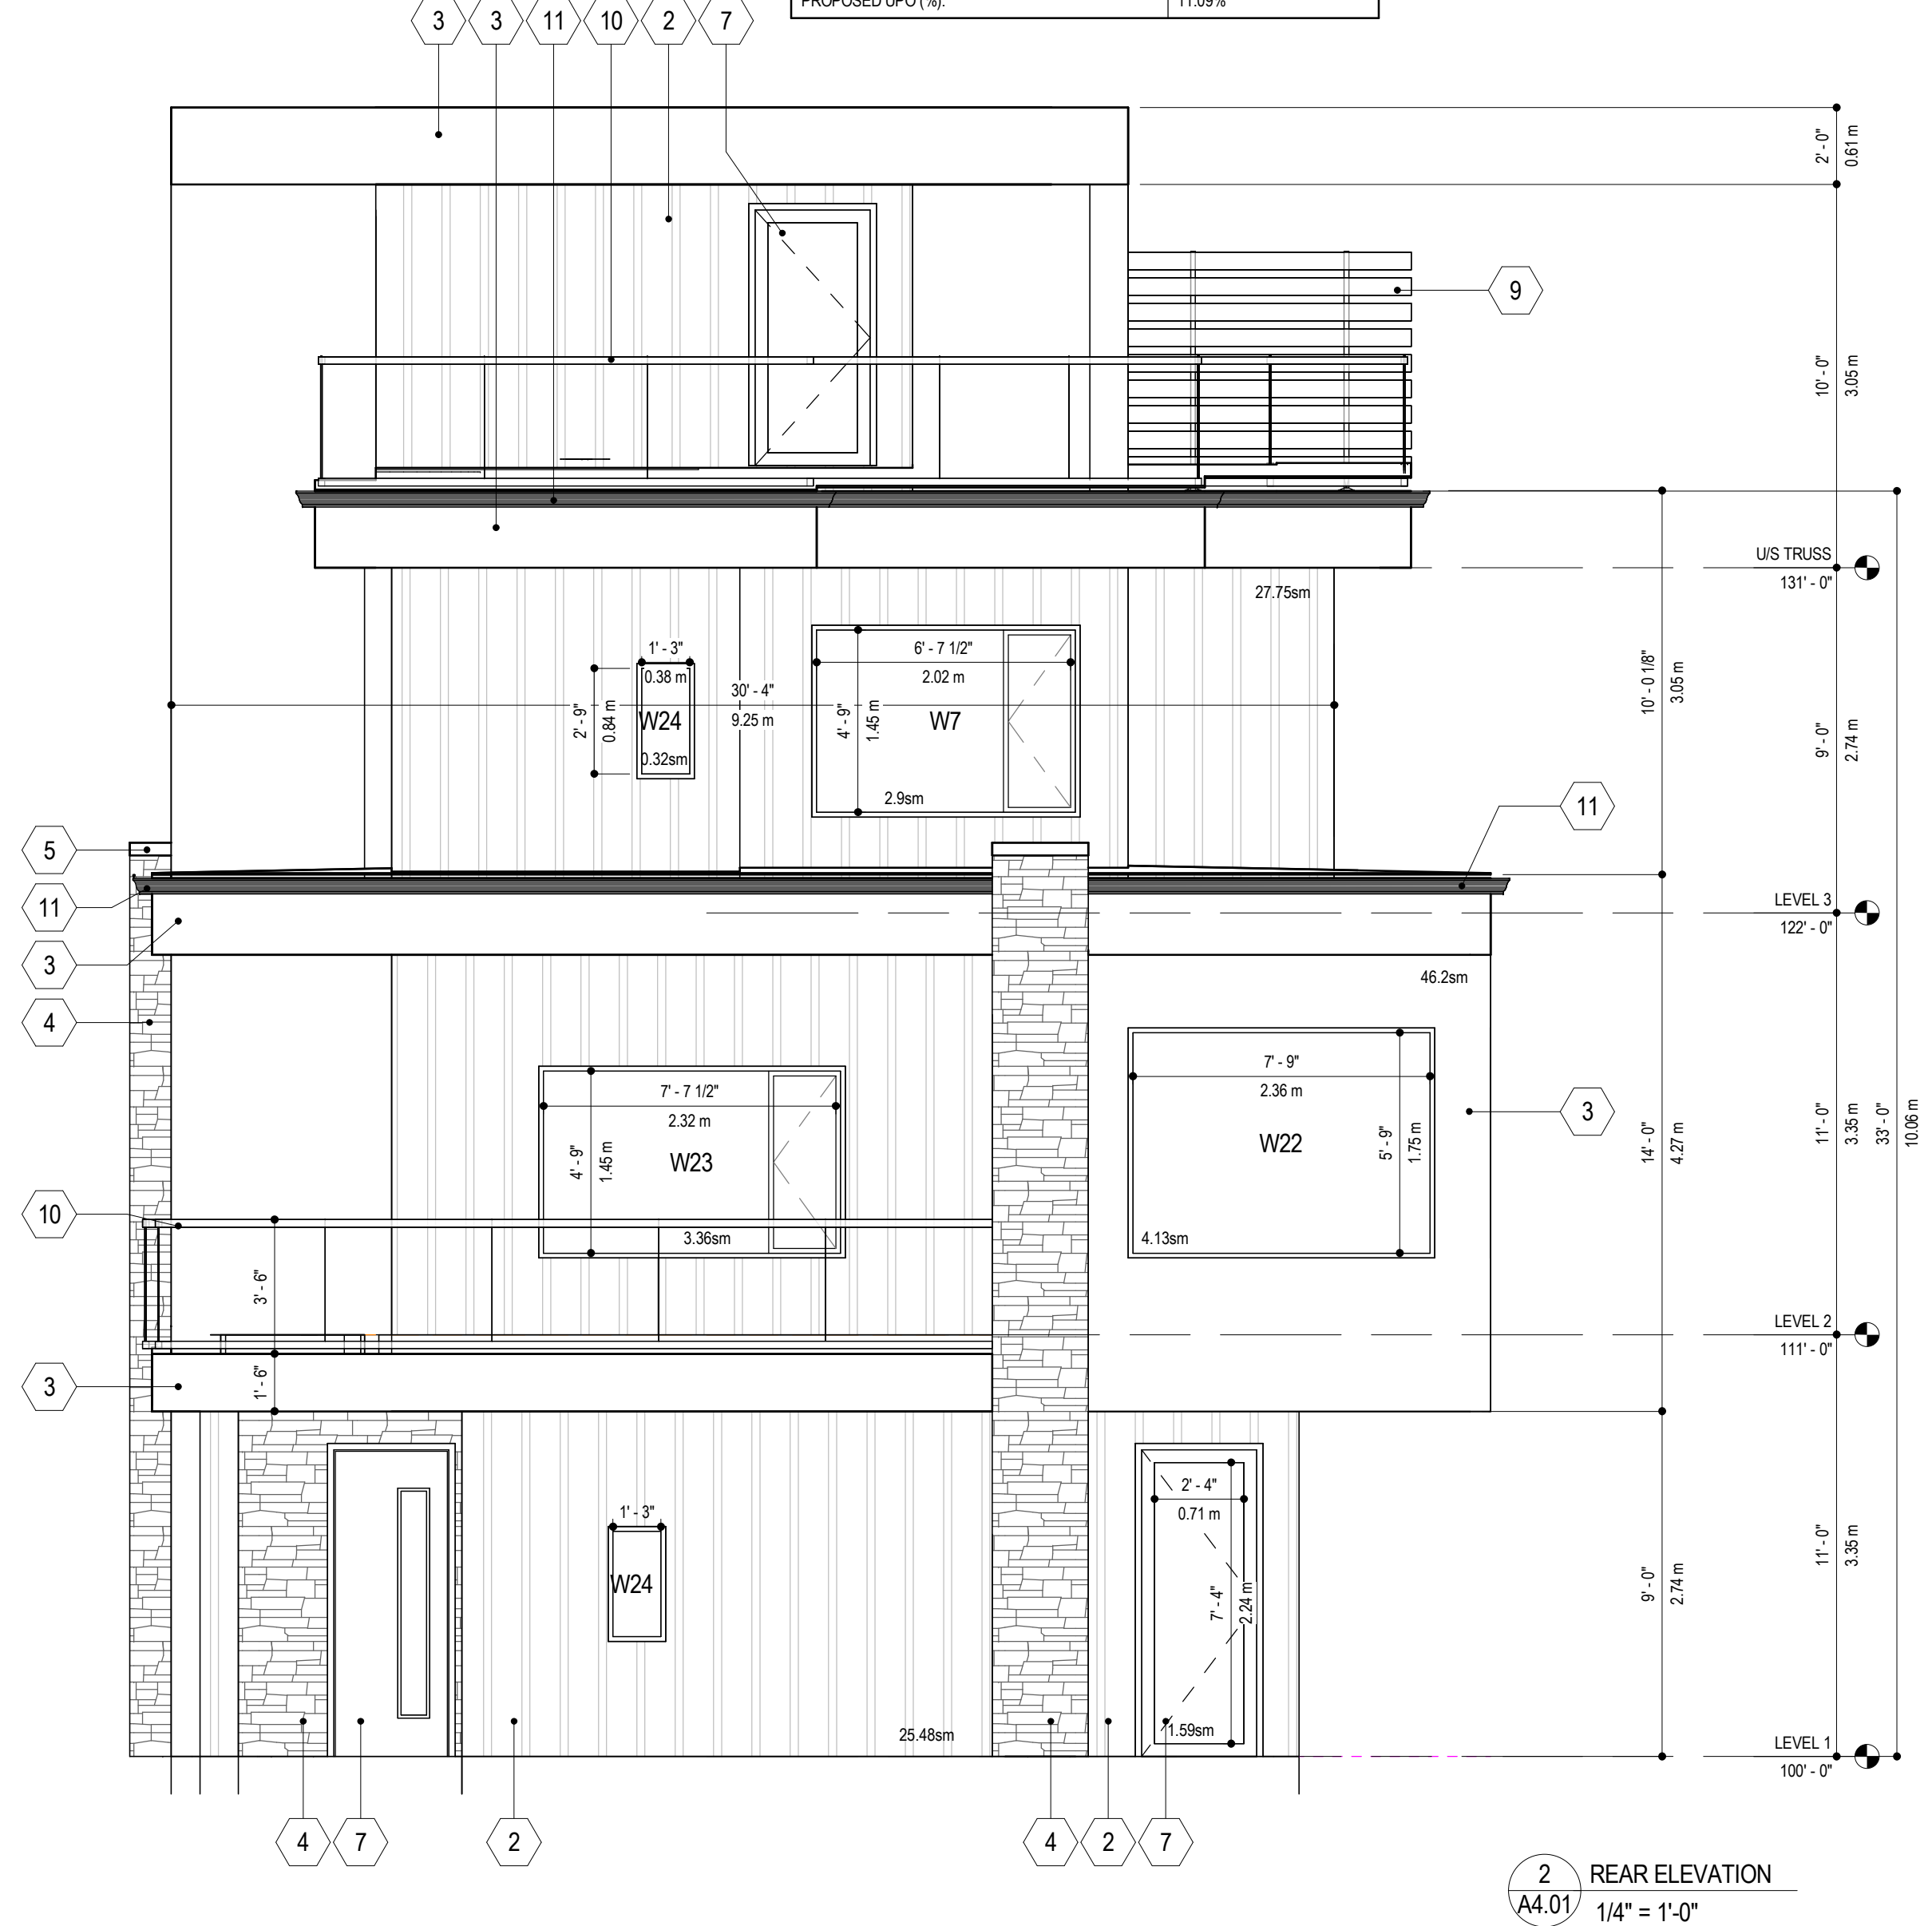 PROPOSED UPO (%): 11.09%
3 3 11 10 2 7
2' - 0"
0.61 m
9
10' - 0"
3.05 m
U/S TRUSS
131' - 0"
27.75sm
1' - 3"
0.38 m
2' - 9"
0.84 m
W24
0.32sm
30' - 4"
9.25 m
6' - 7 1/2"
2.02 m
4' - 9"
1.45 m
W7
2.9sm
10' - 0 1/8"
3.05 m
9' - 0"
2.74 m
11
5
11
3
4
LEVEL 3
122' - 0"
46.2sm
7' - 7 1/2"
2.32 m
4' - 9"
1.45 m
W23
3.36sm
7' - 9"
2.36 m
W22
5' - 9"
1.75 m
4.13sm
3
14' - 0"
4.27 m
11' - 0"
3.35 m
33' - 0"
10.06 m
10
3' - 6"
LEVEL 2
111' - 0"
3
1' - 6"
1' - 3"
W24
25.48sm
2' - 4"
0.71 m
7' - 4"
2.24 m
1.59sm
9' - 0"
2.74 m
11' - 0"
3.35 m
LEVEL 1
100' - 0"
4 7 2 4 2 7
2 REAR ELEVATION
A4.01 1/4" = 1'-0"